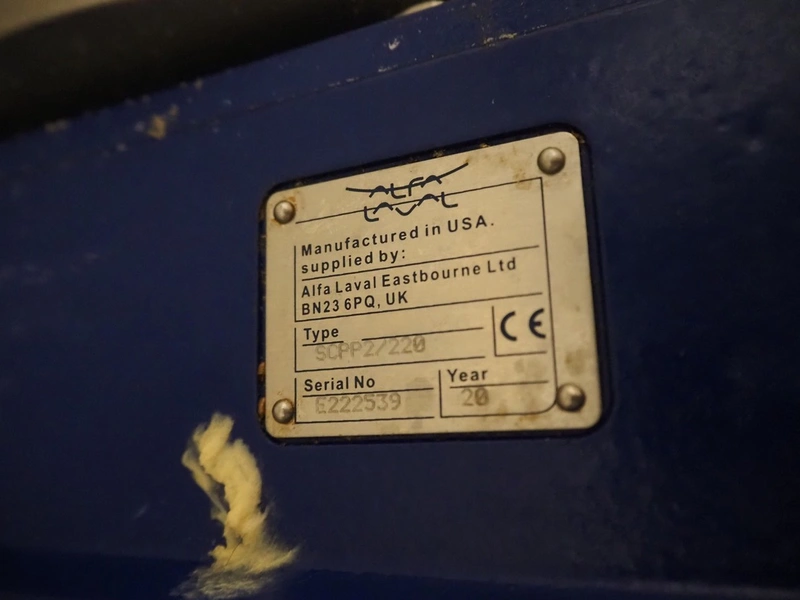 ALFA
LAVAL
Manufactured in USA.
supplied by:
Alfa Laval Eastbourne Ltd
BN23 6PQ, UK
Type
SCPP2/220
CE
Serial No
E222539
Year
20